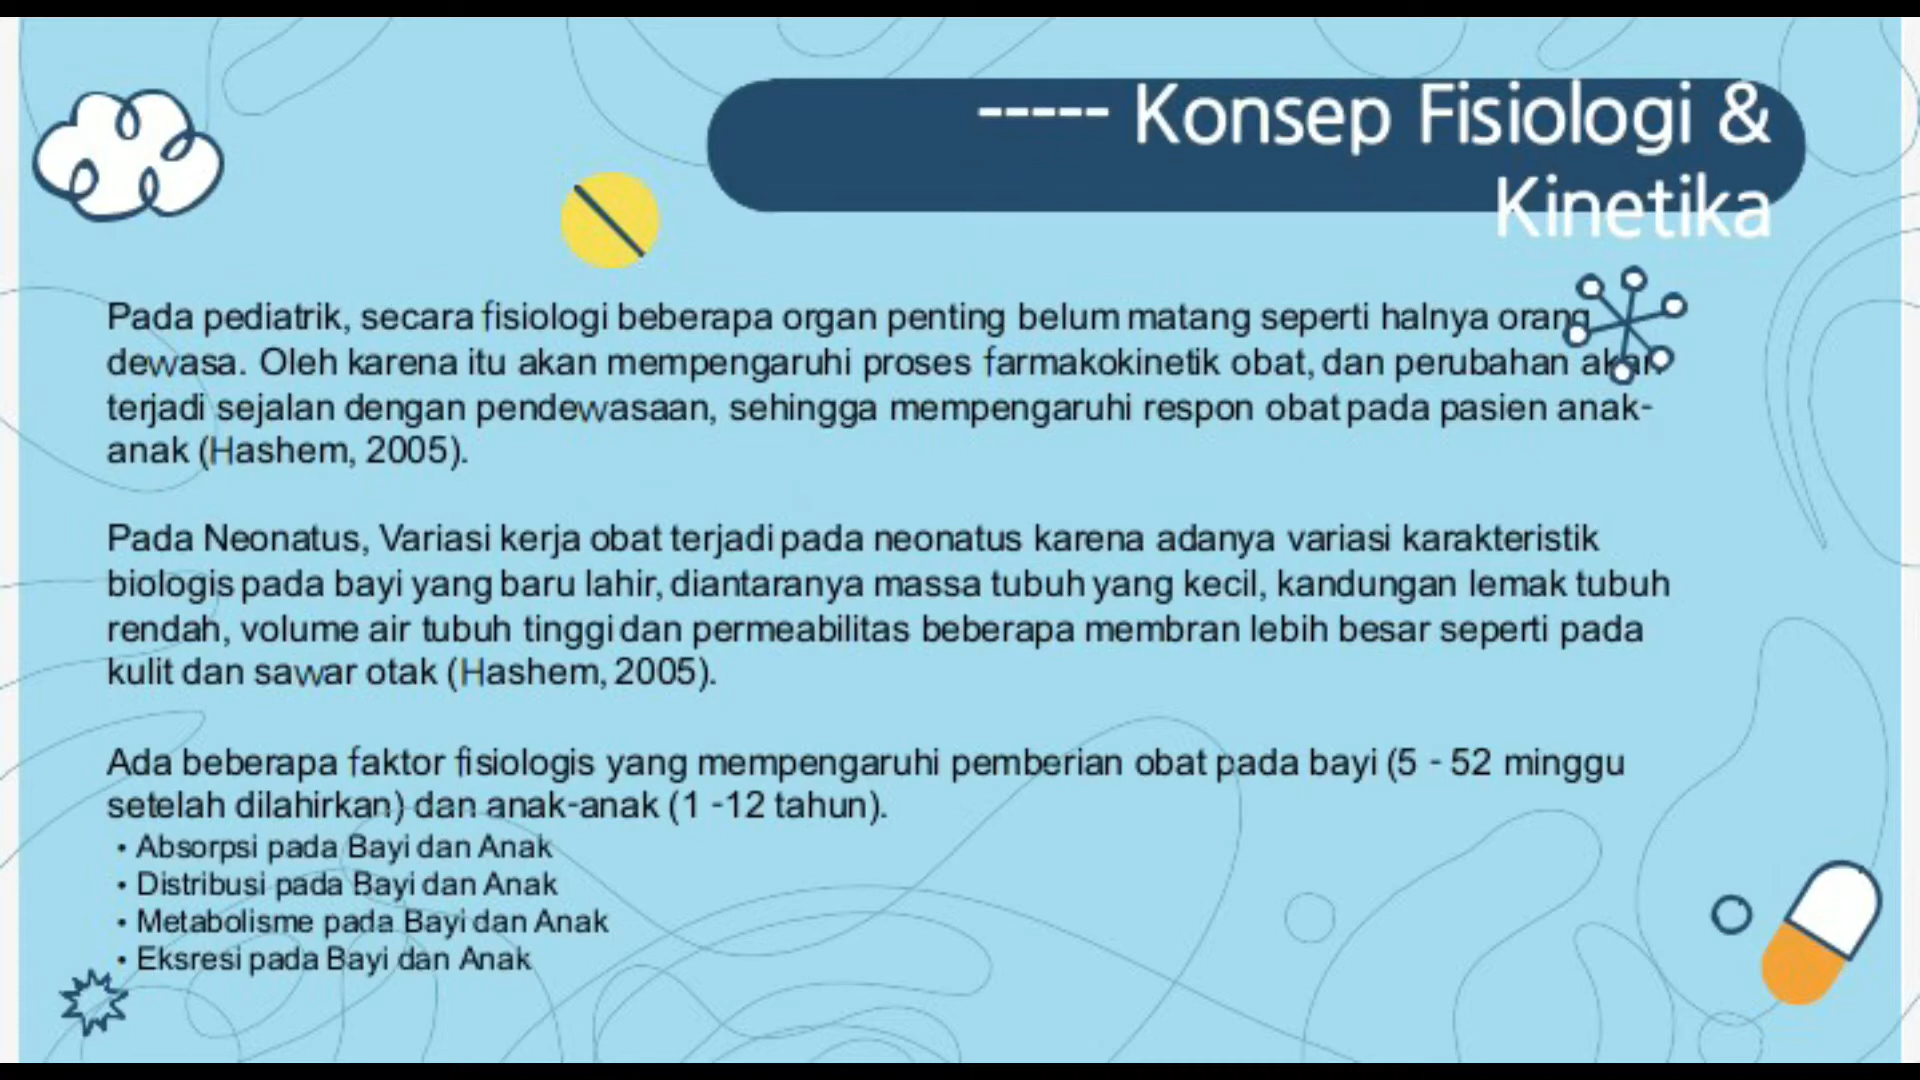 ----- Konsep Fisiologi &
Kinetika
Pada pediatrik, secara fisiologi beberapa organ penting belum matang seperti halnya orang
dewasa. Oleh karena itu akan mempengaruhi proses farmakokinetik obat, dan perubahan akan
terjadi sejalan dengan pendewasaan, sehingga mempengaruhi respon obat pada pasien anak-
anak (Hashem, 2005).
Pada Neonatus, Variasi kerja obat terjadi pada neonatus karena adanya variasi karakteristik
biologis pada bayi yang baru lahir, diantaranya massa tubuh yang kecil, kandungan lemak tubuh
rendah, volume air tubuh tinggi dan permeabilitas beberapa membran lebih besar seperti pada
kulit dan sawar otak (Hashem, 2005).
Ada beberapa faktor fisiologis yang mempengaruhi pemberian obat pada bayi (5 - 52 minggu
setelah dilahirkan) dan anak-anak (1 -12 tahun).
• Absorpsi pada Bayi dan Anak
• Distribusi pada Bayi dan Anak
• Metabolisme pada Bayi dan Anak
• Eksresi pada Bayi dan Anak